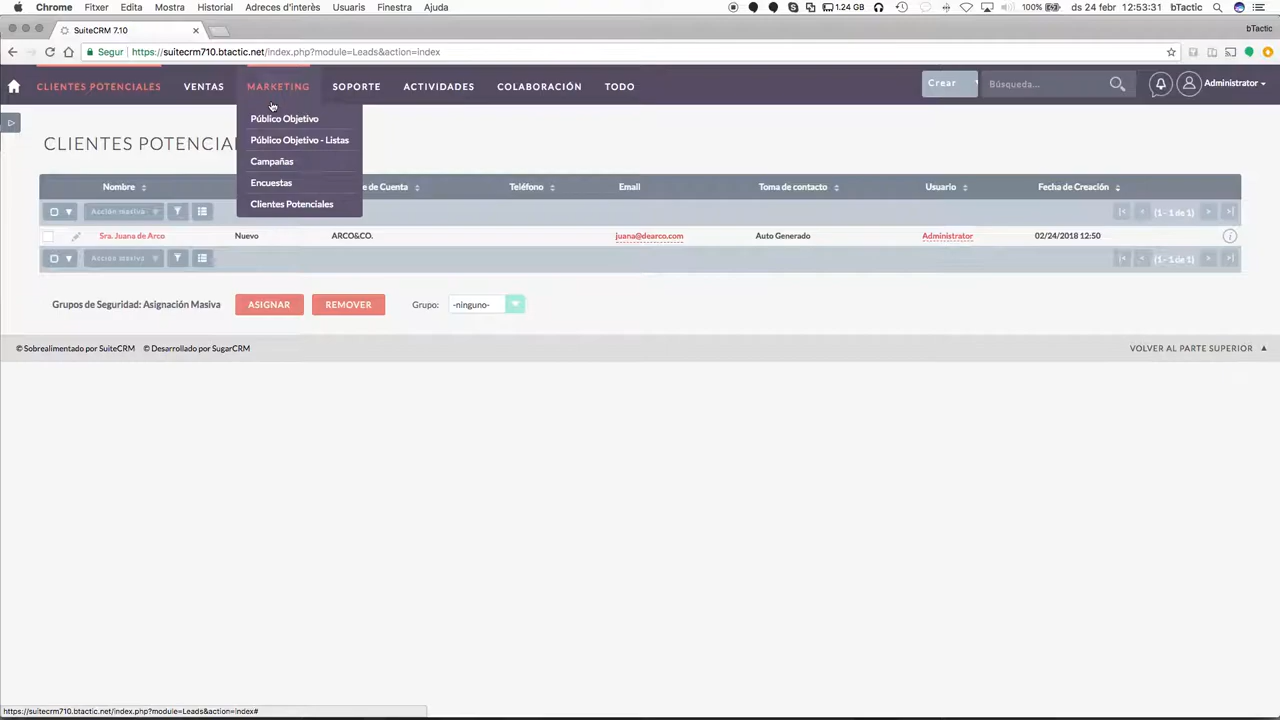 Chrome Fitxer Edita Mostra Historial Adreces d'interès Usuaris Finestra Ajuda 1.24 GB 100% ds 24 febr 12:53:31 bTactic
SuiteCRM 7.10 bTactic
Segur https://suitecrm710.btactic.net/index.php?module=Leads&action=index
CLIENTES POTENCIALES VENTAS MARKETING SOPORTE ACTIVIDADES COLABORACIÓN TODO Crear Búsqueda... Administrator
Público Objetivo
Público Objetivo - Listas
Campañas
Encuestas
Clientes Potenciales
CLIENTES POTENCIA
Nombre de Cuenta Teléfono Email Toma de contacto Usuario Fecha de Creación
Acción masiva (1 - 1 de 1)
Sra. Juana de Arco Nuevo ARCO&CO. juana@dearco.com Auto Generado Administrator 02/24/2018 12:50
Acción masiva (1 - 1 de 1)
Grupos de Seguridad: Asignación Masiva ASIGNAR REMOVER Grupo: -ninguno-
© Sobrealimentado por SuiteCRM © Desarrollado por SugarCRM VOLVER AL PARTE SUPERIOR
https://suitecrm710.btactic.net/index.php?module=Leads&action=index#